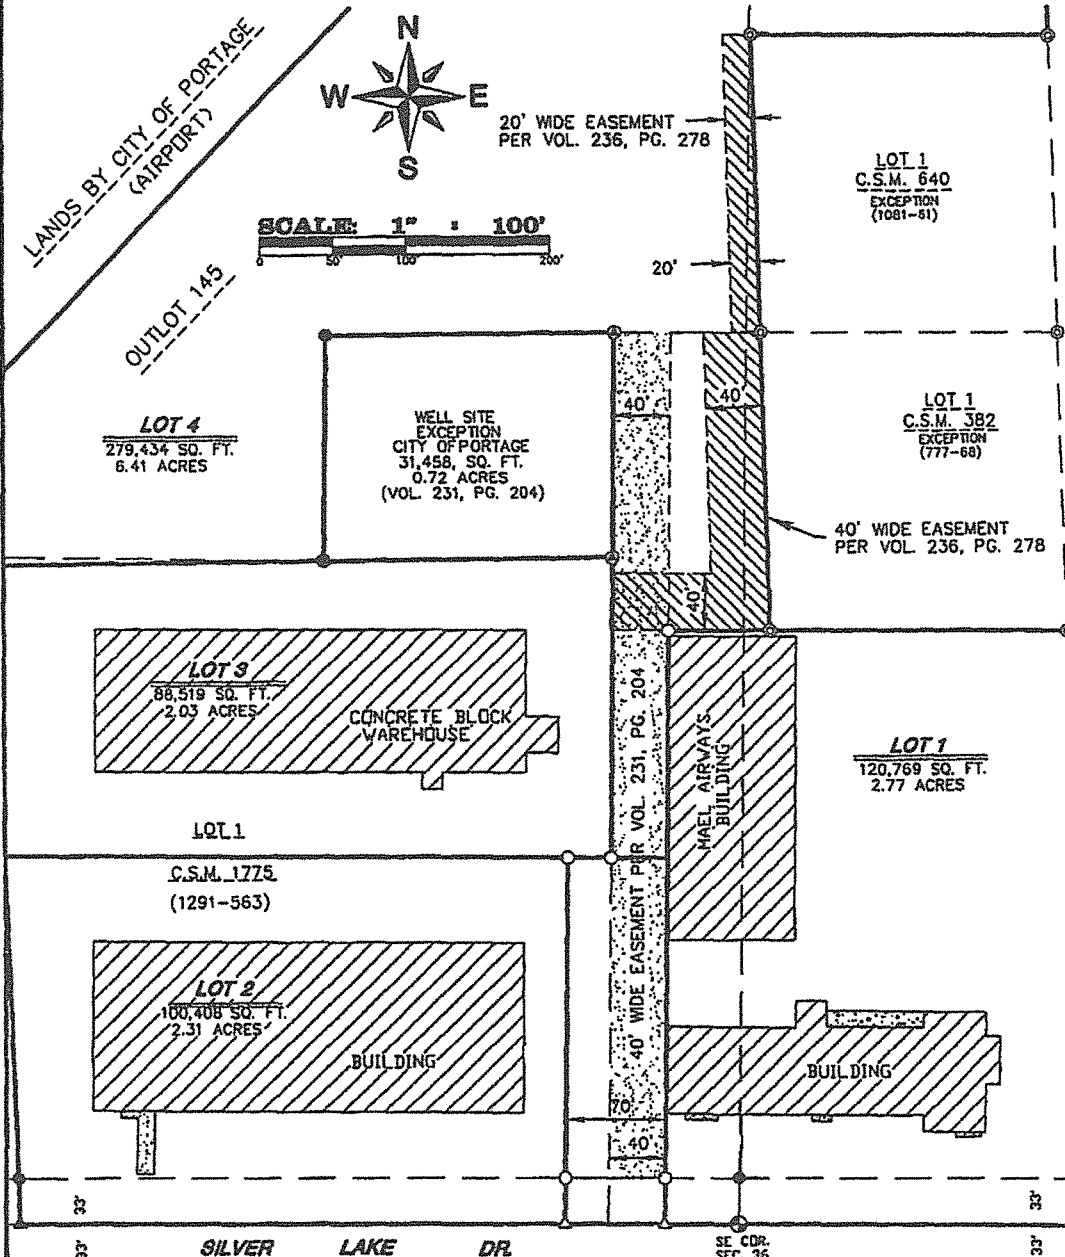 LANDS BY CITY OF PORTAGE
(AIRPORT)
N
W
E
S
SCALE: 1" : 100'
0 50' 100' 200'
20' WIDE EASEMENT
PER VOL. 236, PG. 278
LOT 1
C.S.M. 640
EXCEPTION
(1081-51)
20'
OUTLOT 145
LOT 4
279,434 SQ. FT.
6.41 ACRES
WELL SITE
EXCEPTION
CITY OF PORTAGE
31,458, SQ. FT.
0.72 ACRES
(VOL. 231, PG. 204)
40'
40'
LOT 1
C.S.M. 382
EXCEPTION
(777-68)
40' WIDE EASEMENT
PER VOL. 236, PG. 278
40'
LOT 3
88,519 SQ. FT.
2.03 ACRES
CONCRETE BLOCK
WAREHOUSE
40' WIDE EASEMENT PER VOL. 231, PG. 204
MAEL AIRWAYS
BUILDING
LOT 1
120,769 SQ. FT.
2.77 ACRES
LOT 1
C.S.M. 1775
(1291-563)
LOT 2
100,408 SQ. FT.
2.31 ACRES
BUILDING
BUILDING
70'
40'
33'
33'
33'
33'
SILVER LAKE DR.
SE COR.
SEC. 36